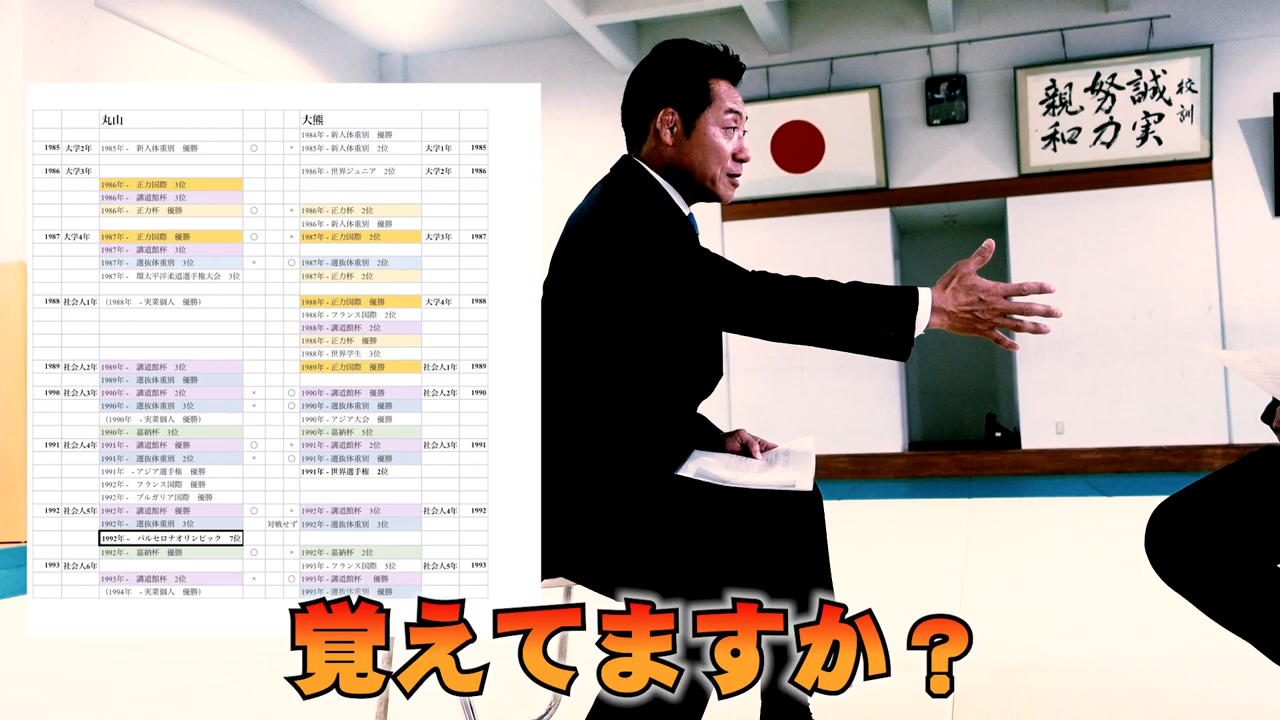 丸山 大熊
1984年 - 新人体重別 優勝
1985 大学2年 1985年 - 新人体重別 優勝 ○ × 1985年 - 新人体重別 2位 大学1年 1985
1986 大学3年 1986年 - 世界ジュニア 2位 大学2年 1986
1986年 - 正力国際 3位
1986年 - 講道館杯 3位
1986年 - 正力杯 優勝 ○ × 1986年 - 正力杯 2位
1986年 - 新人体重別 優勝
1987 大学4年 1987年 - 正力国際 優勝 ○ × 1987年 - 正力国際 2位 大学3年 1987
1987年 - 講道館杯 3位
1987年 - 選抜体重別 3位 × ○ 1987年 - 選抜体重別 2位
1987年 - 環太平洋柔道選手権大会 3位 1987年 - 正力杯 2位
1988 社会人1年 （1988年 - 実業個人 優勝） 1988年 - 正力国際 優勝 大学4年 1988
1988年 - フランス国際 2位
1988年 - 講道館杯 2位
1988年 - 正力杯 優勝
1988年 - 世界学生 3位
1989 社会人2年 1989年 - 講道館杯 3位 1989年 - 正力国際 優勝 社会人1年 1989
1989年 - 選抜体重別 優勝
1990 社会人3年 1990年 - 講道館杯 2位 × ○ 1990年 - 講道館杯 優勝 社会人2年 1990
1990年 - 選抜体重別 3位 × ○ 1990年 - 選抜体重別 優勝
（1990年 - 実業個人 優勝） 1990年 - アジア大会 優勝
1990年 - 嘉納杯 3位 1990年 - 嘉納杯 5位
1991 社会人4年 1991年 - 講道館杯 優勝 ○ × 1991年 - 講道館杯 2位 社会人3年 1991
1991年 - 選抜体重別 2位 × ○ 1991年 - 選抜体重別 優勝
1991年 - アジア選手権 優勝 1991年 - 世界選手権 2位
1992年 - フランス国際 優勝
1992年 - ブルガリア国際 優勝
1992 社会人5年 1992年 - 講道館杯 優勝 ○ × 1992年 - 講道館杯 3位 社会人4年 1992
1992年 - 選抜体重別 3位 対戦せず 1992年 - 選抜体重別 3位
1992年 - バルセロナオリンピック 7位
1992年 - 嘉納杯 優勝 ○ × 1992年 - 嘉納杯 2位
1993 社会人6年 1993年 - フランス国際 5位 社会人5年 1993
1993年 - 講道館杯 2位 × ○ 1993年 - 講道館杯 優勝
（1994年 - 実業個人 優勝） 1993年 - 選抜体重別 優勝
校訓
誠実
努力
親和
覚えてますか？